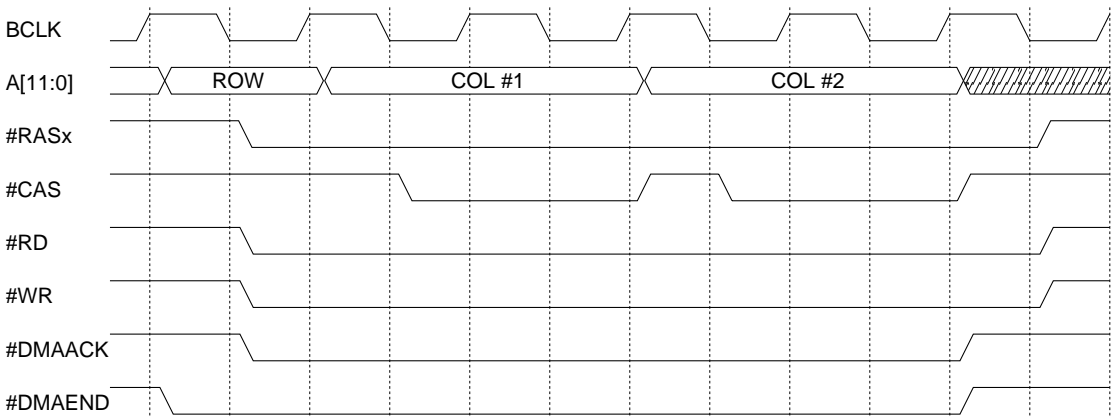 BCLK
A[11:0] ROW COL #1 COL #2
#RASx
#CAS
#RD
#WR
#DMAACK
#DMAEND